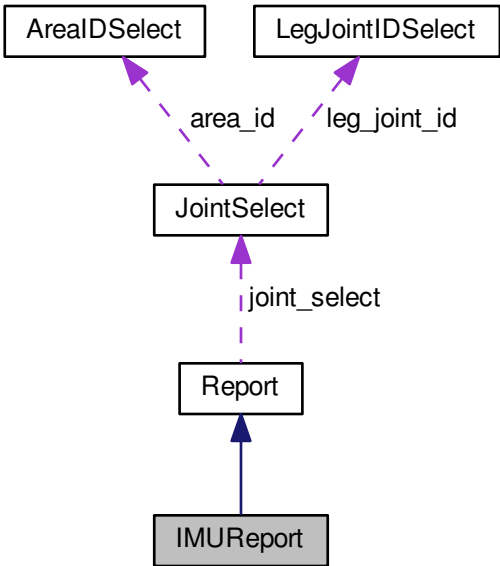 AreaIDSelect
LegJointIDSelect
area_id
leg_joint_id
JointSelect
joint_select
Report
IMUReport